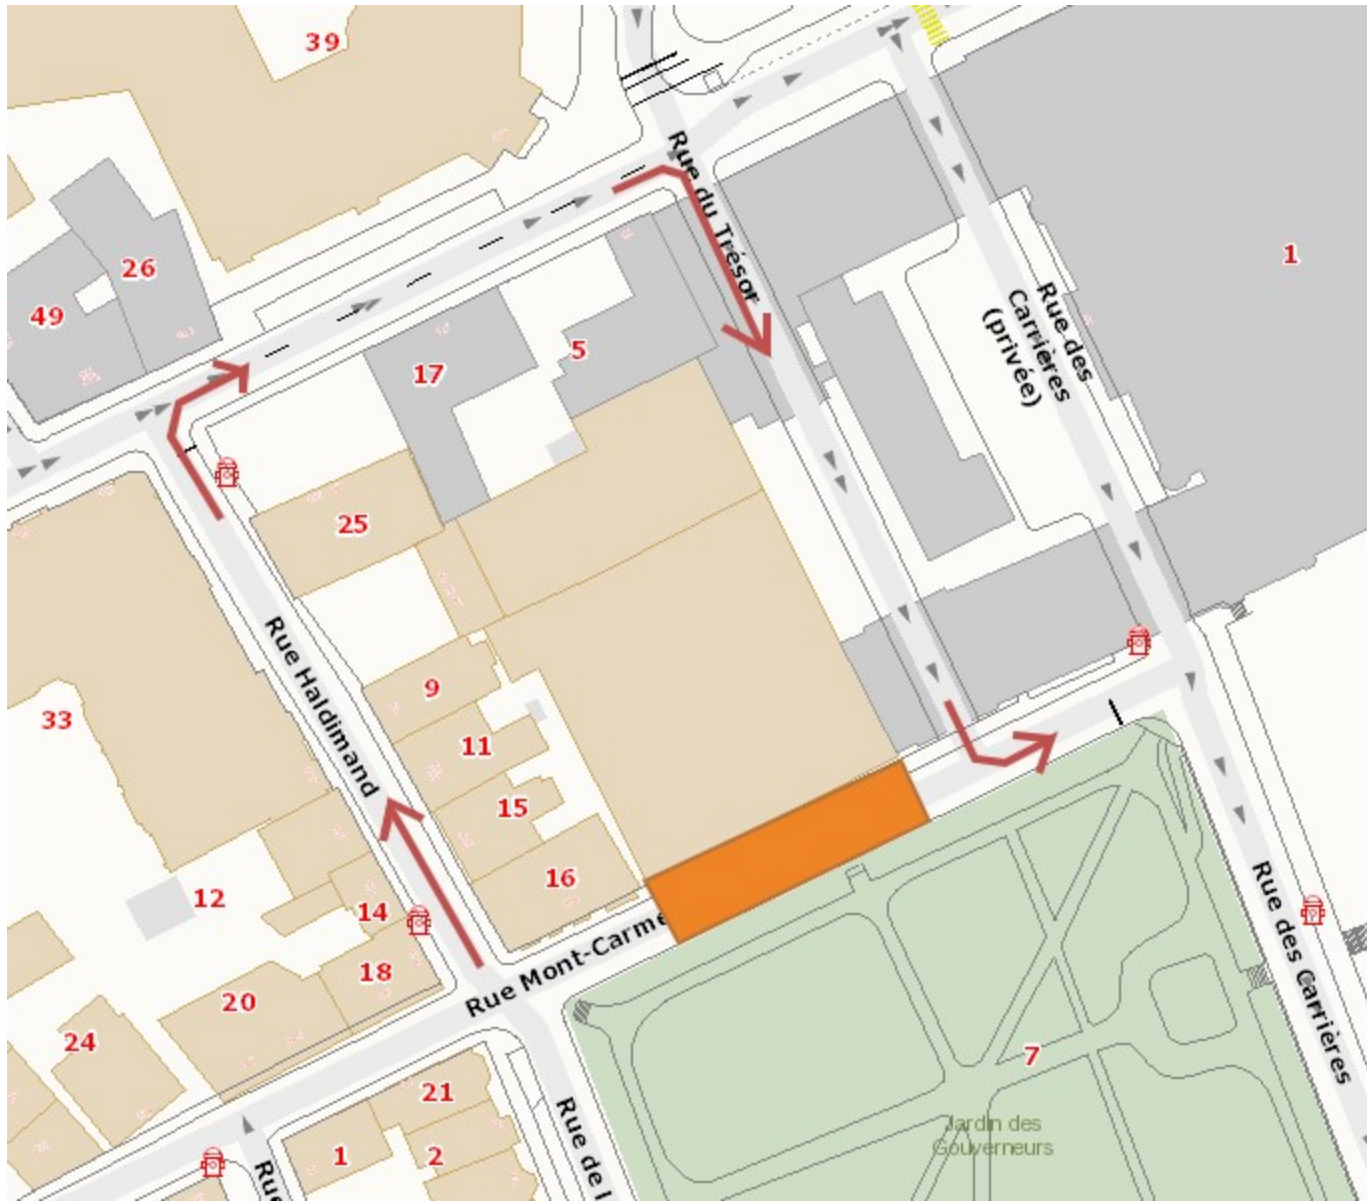 39
Rue du Trésor
26
49
1
Rue des
Carrières
(privée)
5
17
25
Rue Haldimand
9
33
11
15
16
12
14
18
Rue Mont-Carme
20
24
7
Rue des Carrières
21
Jardin des
Gouverneurs
Rue de l
1
2
Rue